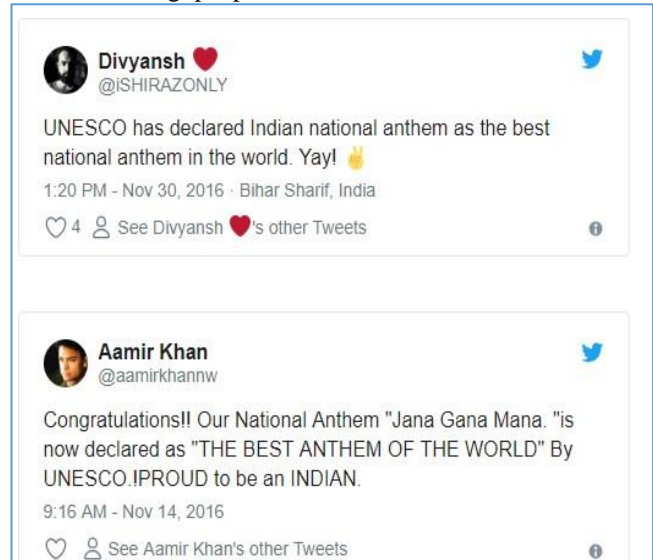 Divyansh ❤
@iSHIRAZONLY
UNESCO has declared Indian national anthem as the best
national anthem in the world. Yay! ✌
1:20 PM - Nov 30, 2016 · Bihar Sharif, India
4 See Divyansh ❤'s other Tweets
Aamir Khan
@aamirkhannw
Congratulations!! Our National Anthem "Jana Gana Mana. "is
now declared as "THE BEST ANTHEM OF THE WORLD" By
UNESCO.!PROUD to be an INDIAN.
9:16 AM - Nov 14, 2016
See Aamir Khan's other Tweets